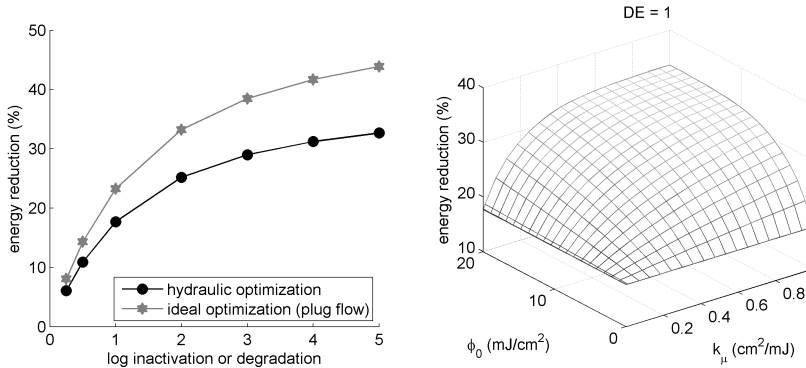 energy reduction (%)
50
40
30
20
10
0
0
1
2
3
4
5
log inactivation or degradation
hydraulic optimization
ideal optimization (plug flow)
DE = 1
energy reduction (%)
40
30
20
10
20
10
0
ϕ₀ (mJ/cm²)
0.2
0.4
0.6
0.8
k_μ (cm²/mJ)